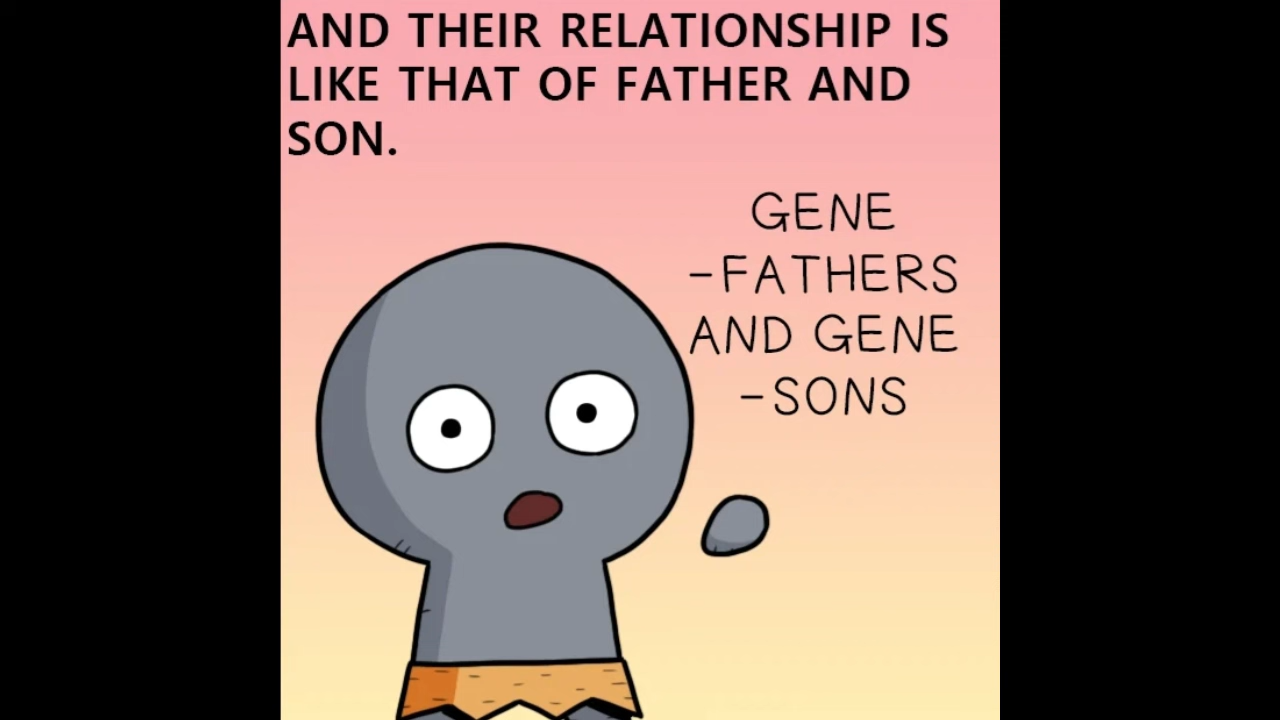 AND THEIR RELATIONSHIP IS
LIKE THAT OF FATHER AND
SON.
GENE
-FATHERS
AND GENE
-SONS